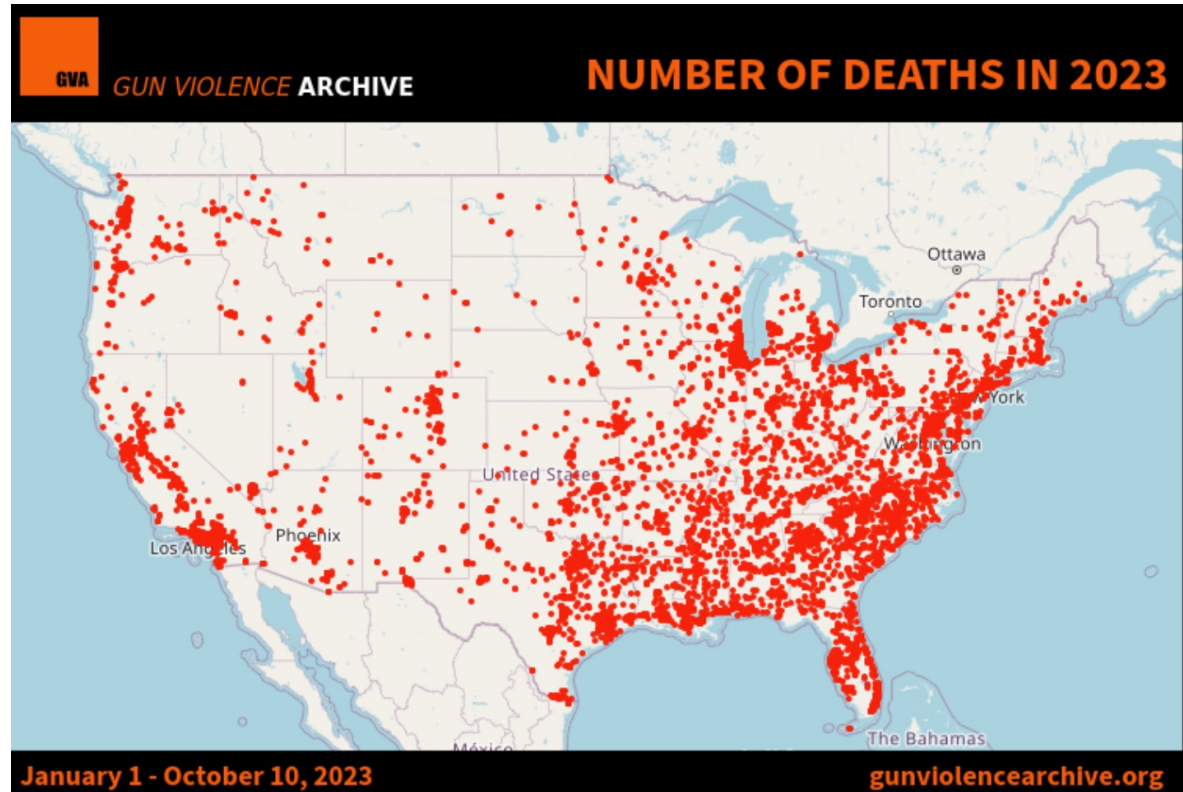 GVA
GUN VIOLENCE ARCHIVE
NUMBER OF DEATHS IN 2023
Ottawa
Toronto
York
Washington
United States
Phoenix
Los Angeles
The Bahamas
México
January 1 - October 10, 2023
gunviolencearchive.org